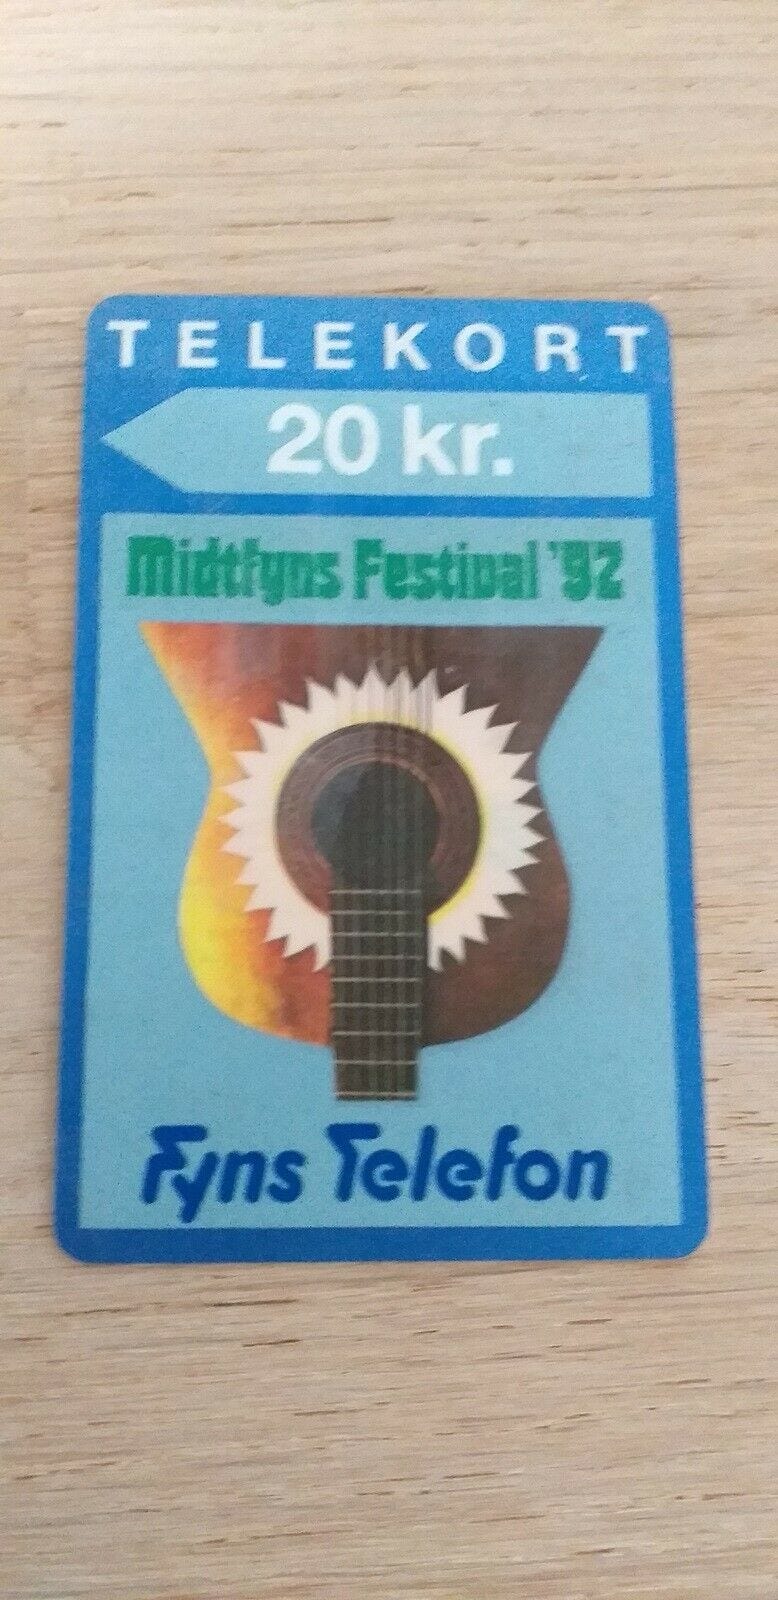 TELEKORT
20 kr.
Midtfyns Festival '92
Fyns Telefon